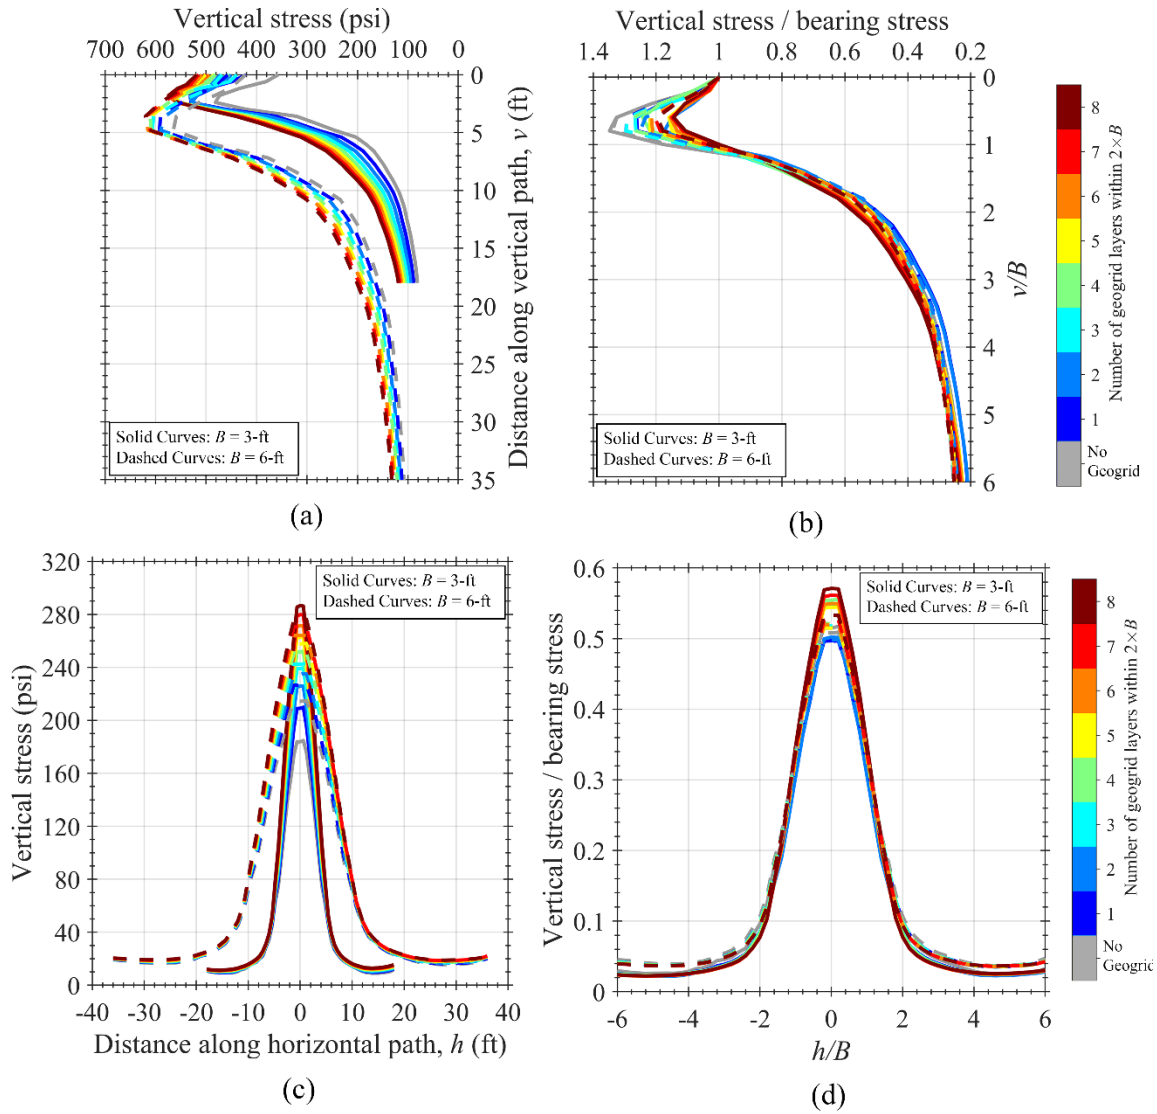 Vertical stress (psi)
700 600 500 400 300 200 100 0
0
5
10
15
20
25
30
35
Distance along vertical path, v (ft)
Solid Curves: B = 3-ft
Dashed Curves: B = 6-ft
(a)
Vertical stress / bearing stress
1.4 1.2 1 0.8 0.6 0.4 0.2
0
1
2
3
4
5
6
v/B
Solid Curves: B = 3-ft
Dashed Curves: B = 6-ft
(b)
8
7
6
5
4
3
2
1
No
Geogrid
Number of geogrid layers within 2×B
320
280
240
200
160
120
80
40
0
Vertical stress (psi)
Solid Curves: B = 3-ft
Dashed Curves: B = 6-ft
-40 -30 -20 -10 0 10 20 30 40
Distance along horizontal path, h (ft)
(c)
0.6
0.5
0.4
0.3
0.2
0.1
0
Vertical stress / bearing stress
Solid Curves: B = 3-ft
Dashed Curves: B = 6-ft
-6 -4 -2 0 2 4 6
h/B
(d)
8
7
6
5
4
3
2
1
No
Geogrid
Number of geogrid layers within 2×B